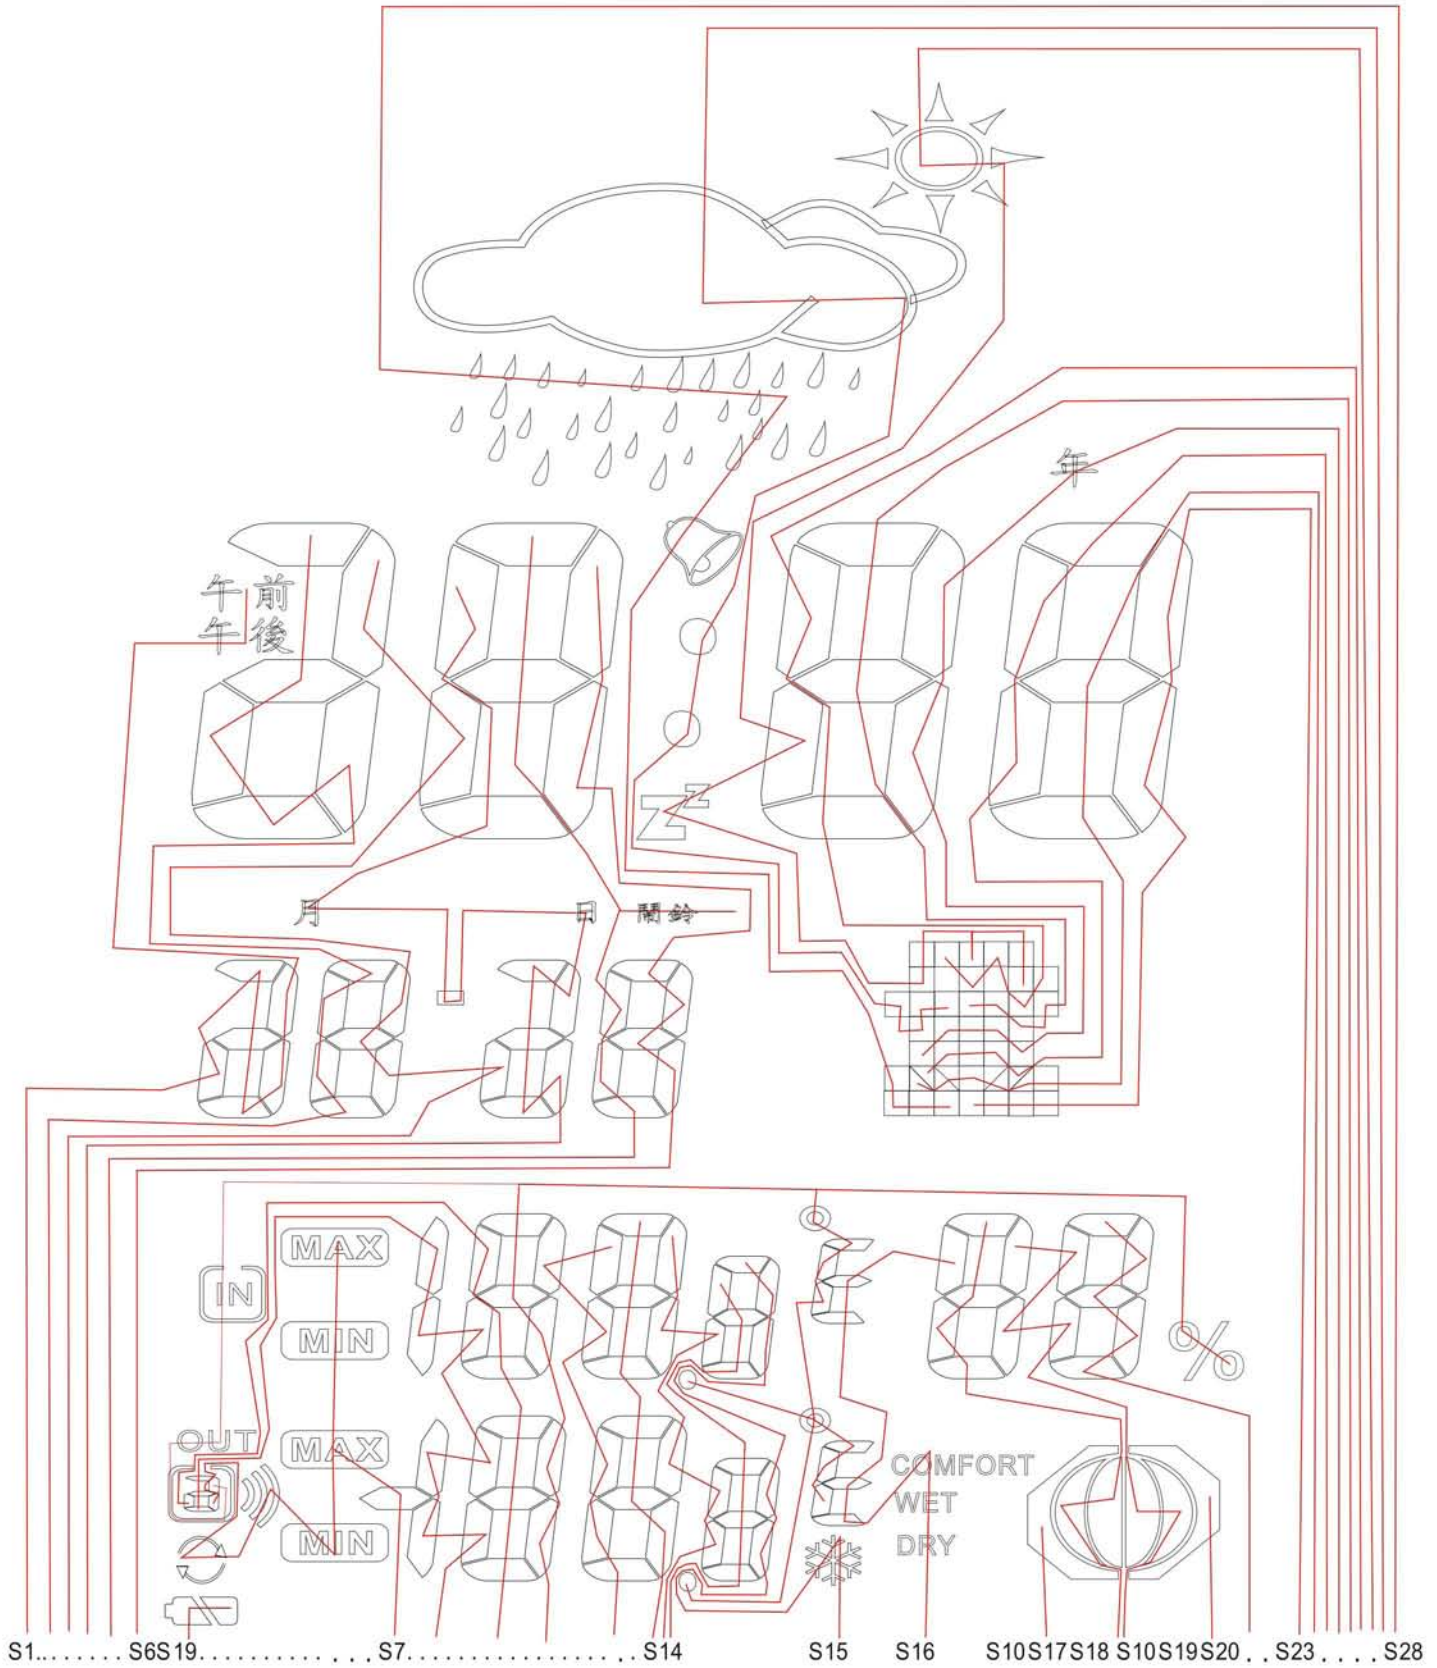 年
午前
午後
月 日 鬧鈴
zz
MAX
IN
MIN
%
OUT
MAX
COMFORT
WET
MIN
DRY
S1........S6S19............ ...S7.................. ..S14 S15 S16 S10S17S18 S10S19S20..S23.....S28